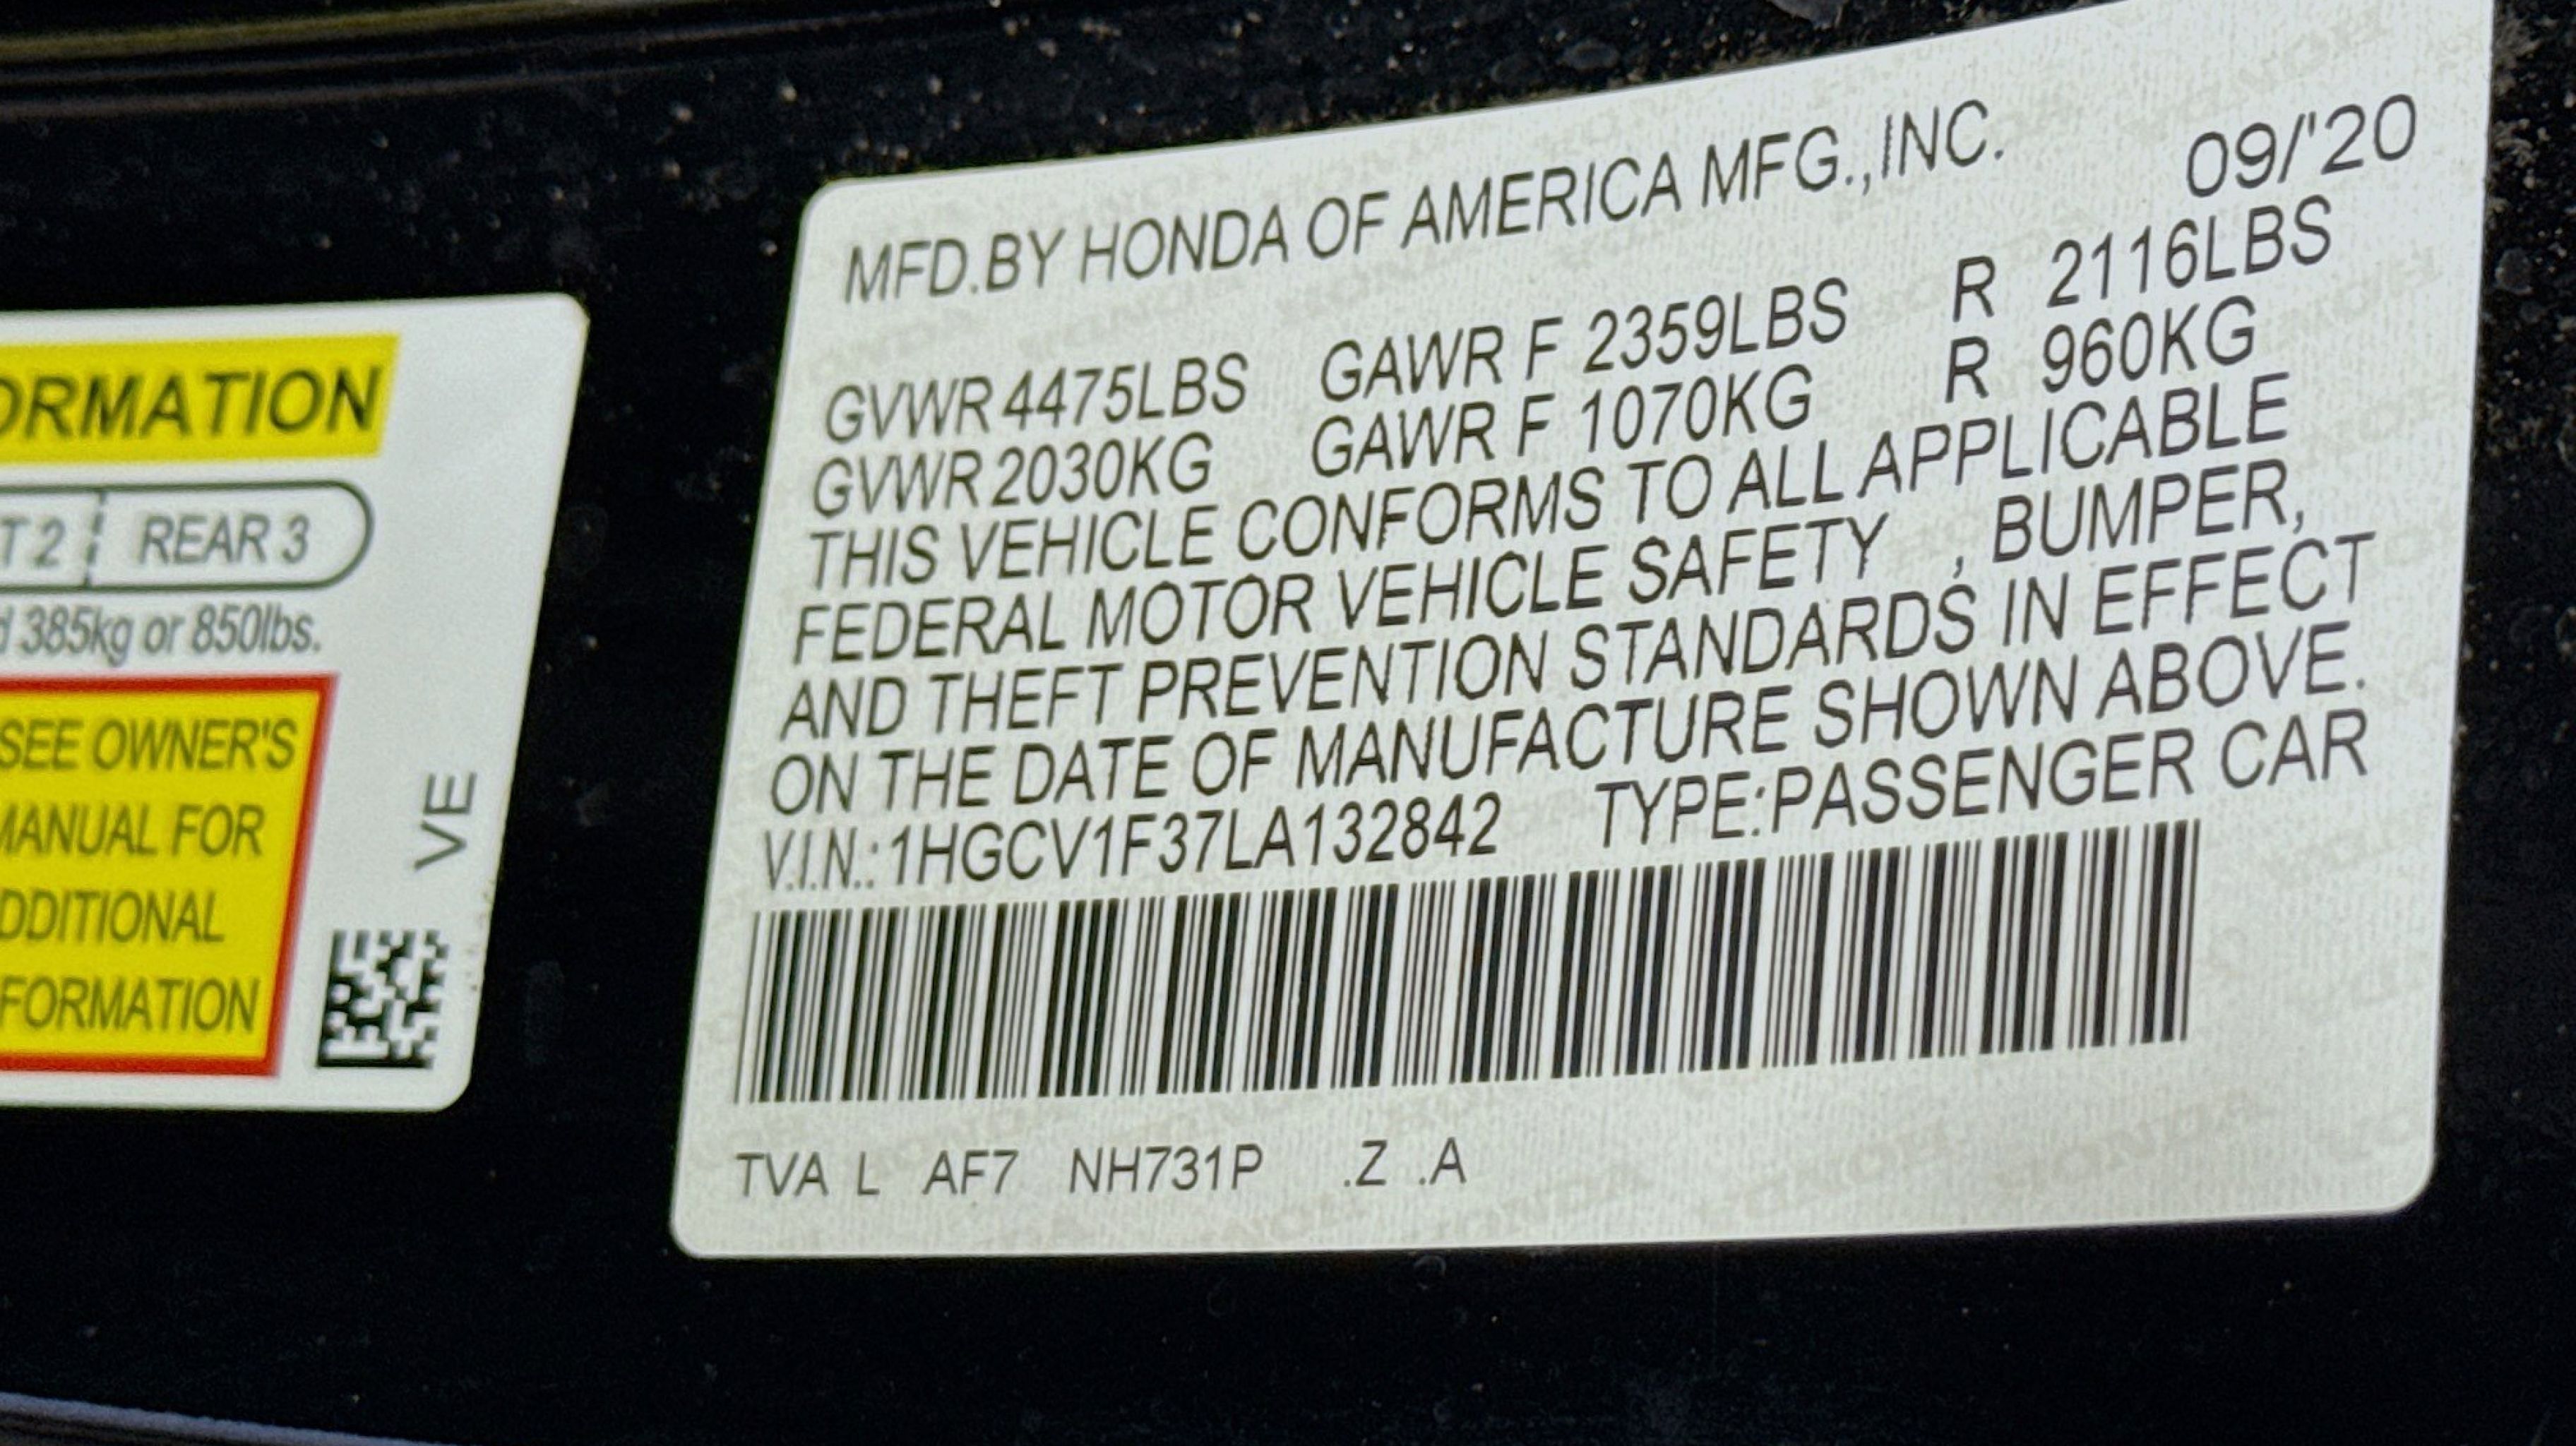 ORMATION
T 2 REAR 3
d 385kg or 850lbs.
SEE OWNER'S
MANUAL FOR
DDITIONAL
FORMATION
VE
MFD.BY HONDA OF AMERICA MFG.,INC. 09/'20
GVWR 4475LBS GAWR F 2359LBS R 2116LBS
GVWR 2030KG GAWR F 1070KG R 960KG
THIS VEHICLE CONFORMS TO ALL APPLICABLE
FEDERAL MOTOR VEHICLE SAFETY , BUMPER,
AND THEFT PREVENTION STANDARDS IN EFFECT
ON THE DATE OF MANUFACTURE SHOWN ABOVE.
V.I.N.: 1HGCV1F37LA132842 TYPE:PASSENGER CAR
TVA L AF7 NH731P .Z .A